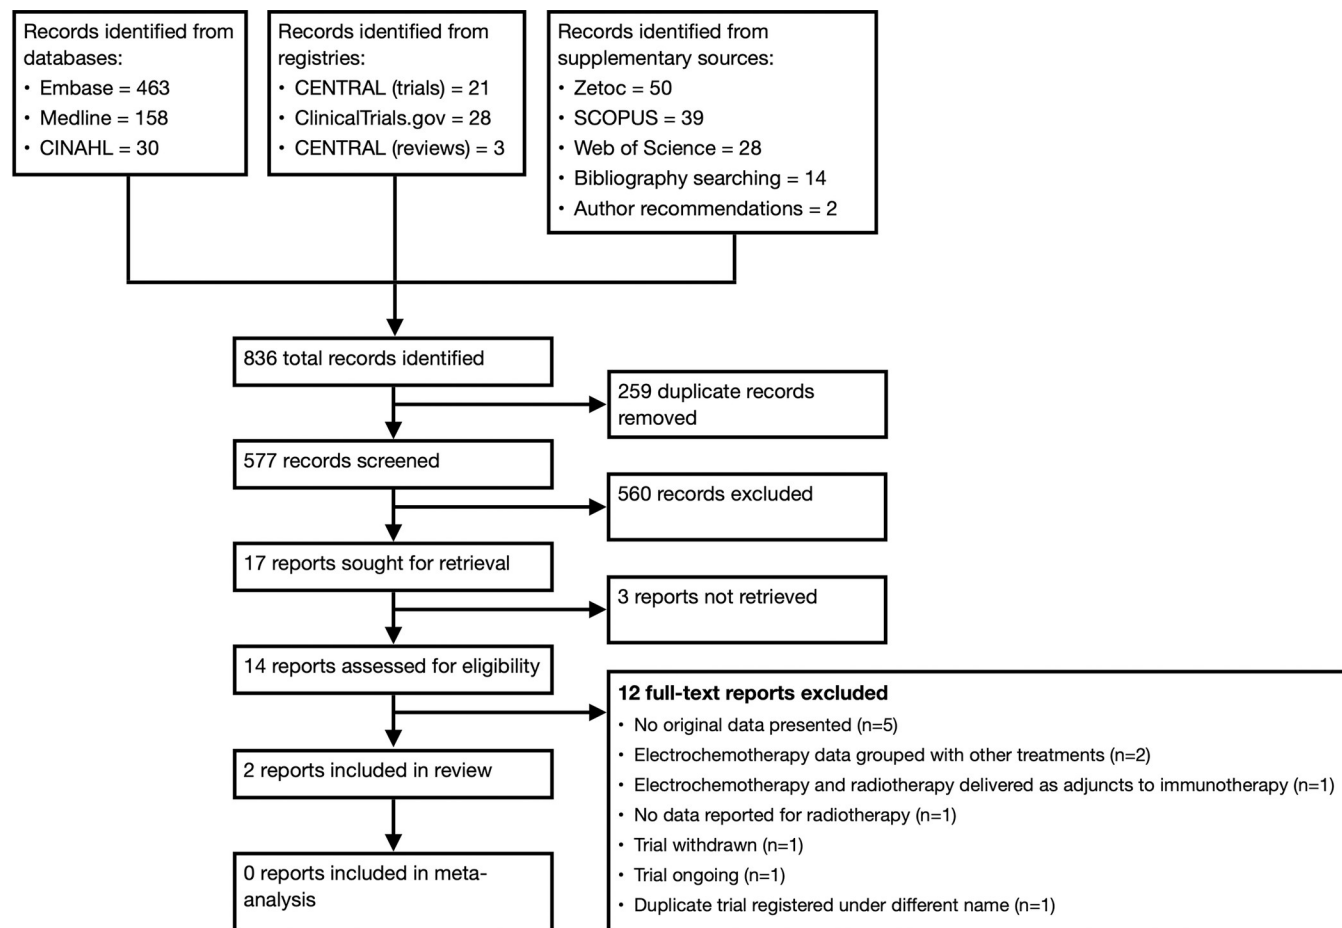 Records identified from
databases:
• Embase = 463
• Medline = 158
• CINAHL = 30
Records identified from
registries:
• CENTRAL (trials) = 21
• ClinicalTrials.gov = 28
• CENTRAL (reviews) = 3
Records identified from
supplementary sources:
• Zetoc = 50
• SCOPUS = 39
• Web of Science = 28
• Bibliography searching = 14
• Author recommendations = 2
836 total records identified
259 duplicate records
removed
577 records screened
560 records excluded
17 reports sought for retrieval
3 reports not retrieved
14 reports assessed for eligibility
12 full-text reports excluded
• No original data presented (n=5)
• Electrochemotherapy data grouped with other treatments (n=2)
• Electrochemotherapy and radiotherapy delivered as adjuncts to immunotherapy (n=1)
• No data reported for radiotherapy (n=1)
• Trial withdrawn (n=1)
• Trial ongoing (n=1)
• Duplicate trial registered under different name (n=1)
2 reports included in review
0 reports included in meta-
analysis